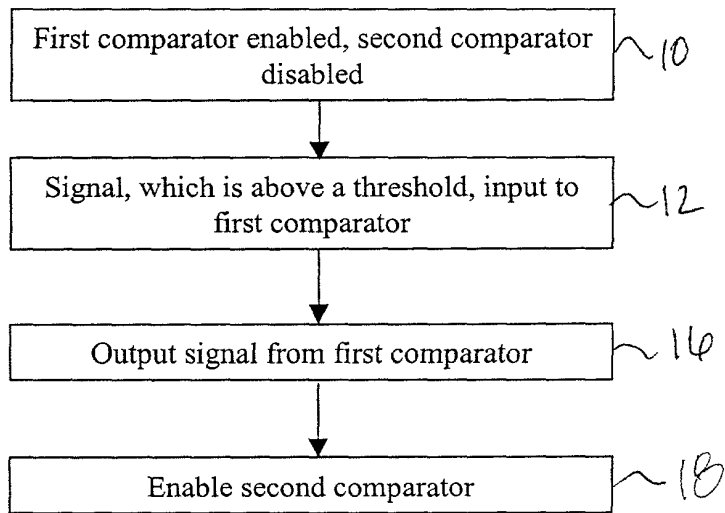 First comparator enabled, second comparator
disabled
10
Signal, which is above a threshold, input to
first comparator
12
Output signal from first comparator
16
Enable second comparator
18